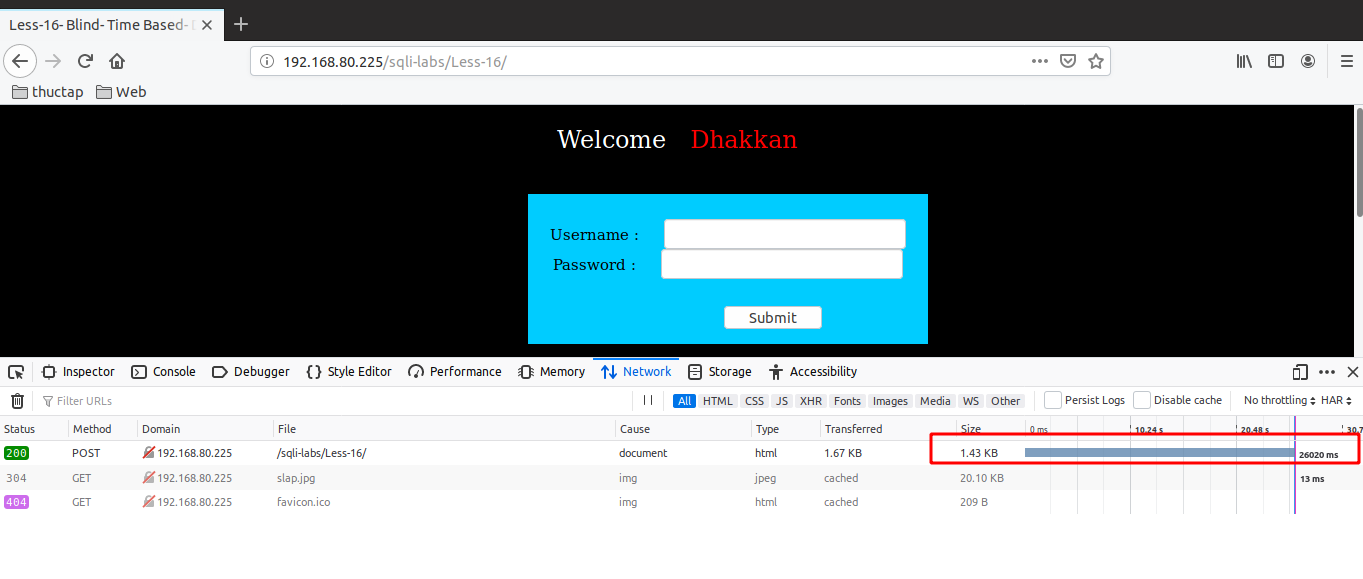 Less-16- Blind- Time Based-
192.168.80.225/sqli-labs/Less-16/
thuctap Web
Welcome Dhakkan
Username :
Password :
Submit
Inspector Console Debugger Style Editor Performance Memory Network Storage Accessibility
Filter URLs All HTML CSS JS XHR Fonts Images Media WS Other Persist Logs Disable cache No throttling HAR
Status Method Domain File Cause Type Transferred Size 0 ms 10.24 s 20.48 s
200 POST 192.168.80.225 /sqli-labs/Less-16/ document html 1.67 KB 1.43 KB 26020 ms
304 GET 192.168.80.225 slap.jpg img jpeg cached 20.10 KB 13 ms
404 GET 192.168.80.225 favicon.ico img html cached 209 B